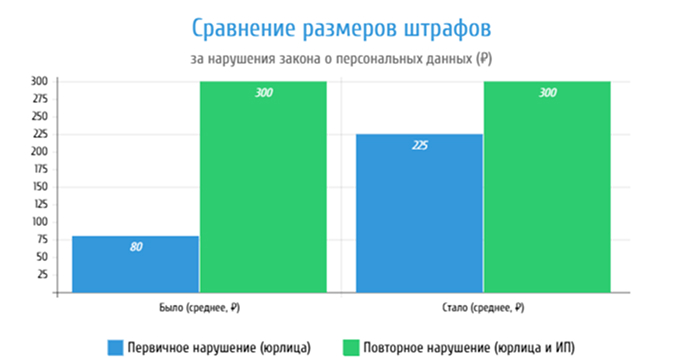 Сравнение размеров штрафов
за нарушения закона о персональных данных (₽)
300
275
250
225
200
175
150
125
100
75
50
25
80
300
225
300
Было (среднее, ₽)
Стало (среднее, ₽)
Первичное нарушение (юрлица)
Повторное нарушение (юрлица и ИП)